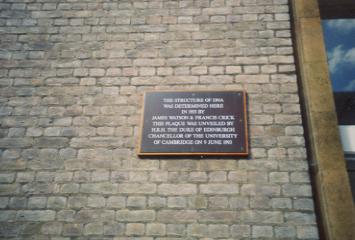 THE STRUCTURE OF DNA
WAS DETERMINED HERE
IN 1953 BY
JAMES WATSON & FRANCIS CRICK
THIS PLAQUE WAS UNVEILED BY
H.R.H. THE DUKE OF EDINBURGH
CHANCELLOR OF THE UNIVERSITY
OF CAMBRIDGE ON 9 JUNE 1993